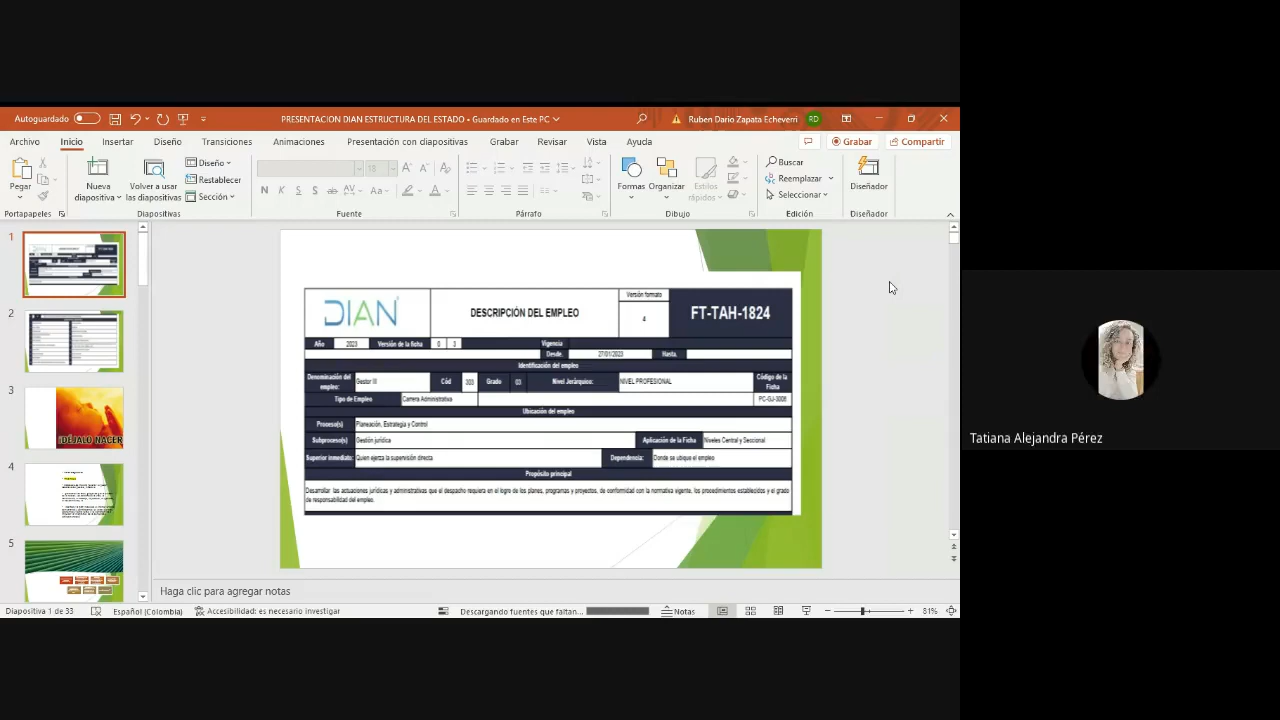 Autoguardado
PRESENTACION DIAN ESTRUCTURA DEL ESTADO • Guardado en Este PC
Ruben Dario Zapata Echeverri
RD
Archivo Inicio Insertar Diseño Transiciones Animaciones Presentación con diapositivas Grabar Revisar Vista Ayuda
Grabar Compartir
Pegar
Nueva diapositiva
Volver a usar las diapositivas
Diseño
Restablecer
Sección
18
N K S S AV Aa A
Formas Organizar Estilos rápidos
Buscar
Reemplazar
Seleccionar
Diseñador
Portapapeles Diapositivas Fuente Párrafo Dibujo Edición Diseñador
1
2
3
¡DÉJALO NACER
4
5
DIAN
DESCRIPCIÓN DEL EMPLEO
Versión formato
4
FT-TAH-1824
Año 2023 Versión de la ficha 0 3 Vigencia
Desde. 27/01/2023 Hasta.
Identificación del empleo
Denominación del empleo: Gestor III Cód 303 Grado 03 Nivel Jerárquico: NIVEL PROFESIONAL Código de la Ficha
Tipo de Empleo Carrera Administrativa PC-GJ-3008
Ubicación del empleo
Proceso(s) Planeación, Estrategia y Control
Subproceso(s) Gestión jurídica Aplicación de la Ficha Niveles Central y Seccional
Superior inmediato: Quien ejerza la supervisión directa Dependencia: Donde se ubique el empleo
Propósito principal
Desarrollar las actuaciones jurídicas y administrativas que el despacho requiera en el logro de los planes, programas y proyectos, de conformidad con la normativa vigente, los procedimientos establecidos y el grado
de responsabilidad del empleo.
Haga clic para agregar notas
Diapositiva 1 de 33 Español (Colombia) Accesibilidad: es necesario investigar Descargando fuentes que faltan... Notas 81%
Tatiana Alejandra Pérez